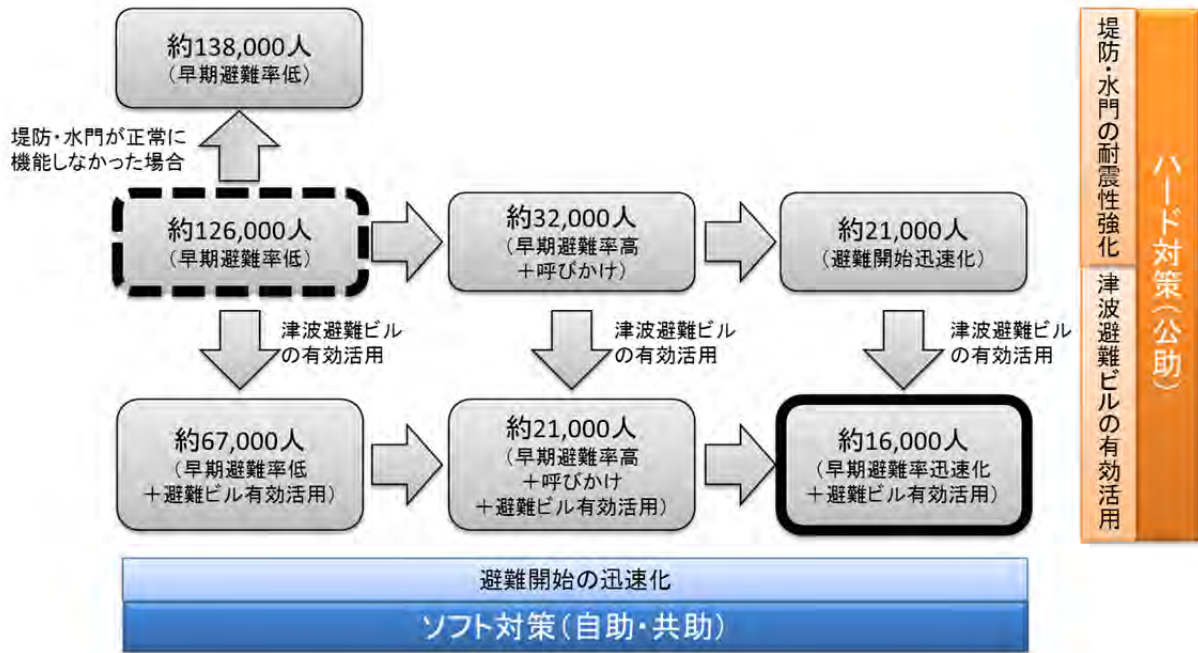 約138,000人
(早期避難率低)
堤防・水門が正常に
機能しなかった場合
約126,000人
(早期避難率低)
約32,000人
(早期避難率高
+呼びかけ)
約21,000人
(避難開始迅速化)
津波避難ビル
の有効活用
津波避難ビル
の有効活用
津波避難ビル
の有効活用
約67,000人
(早期避難率低
+避難ビル有効活用)
約21,000人
(早期避難率高
+呼びかけ
+避難ビル有効活用)
約16,000人
(早期避難率迅速化
+避難ビル有効活用)
避難開始の迅速化
ソフト対策(自助・共助)
堤防・水門の耐震性強化
津波避難ビルの有効活用
ハード対策(公助)